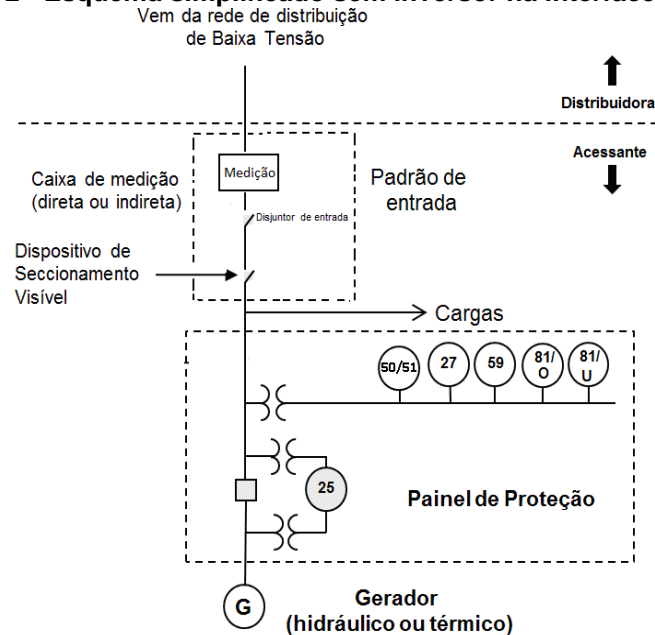 Vem da rede de distribuição
de Baixa Tensão
Distribuidora
Acessante
Medição
Caixa de medição
(direta ou indireta)
Padrão de
entrada
Disjuntor de entrada
Dispositivo de
Seccionamento
Visível
Cargas
50/51
27
59
81/
O
81/
U
25
Painel de Proteção
G
Gerador
(hidráulico ou térmico)